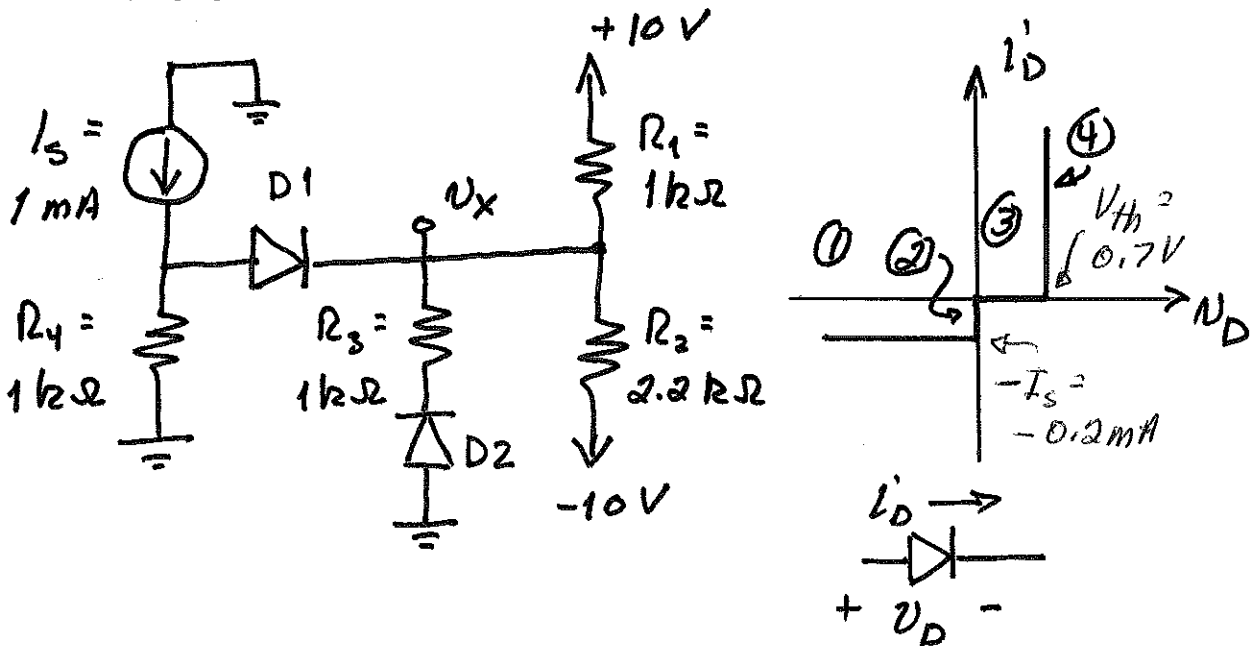 +10 V
I_s =
1 mA
D1
v_x
R_1 =
1 kΩ
R_4 =
1 kΩ
R_3 =
1 kΩ
D2
R_2 =
2.2 kΩ
-10 V
i_D
①
②
③
④
V_th =
0.7 V
v_D
-I_s =
-0.2 mA
i_D
+ v_D -